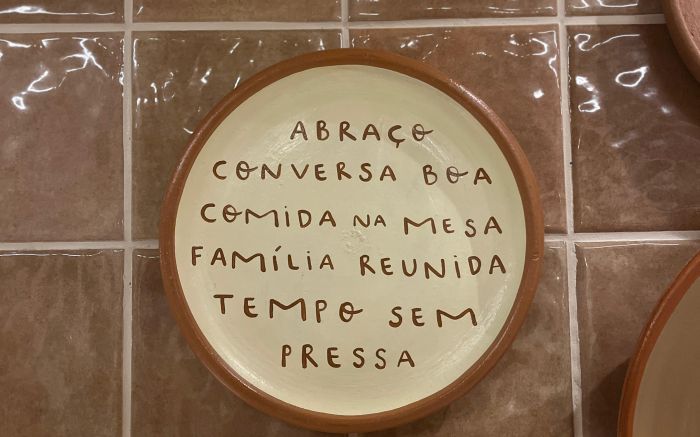 ABRAÇO
CONVERSA BOA
COMIDA NA MESA
FAMÍLIA REUNIDA
TEMPO SEM
PRESSA